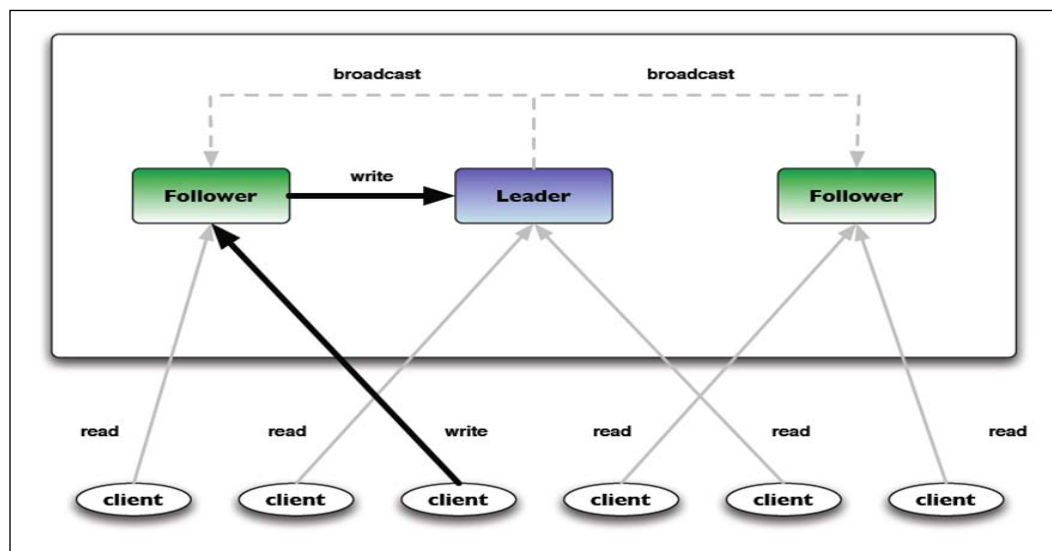 broadcast
broadcast
Follower
write
Leader
Follower
read
read
write
read
read
read
client
client
client
client
client
client